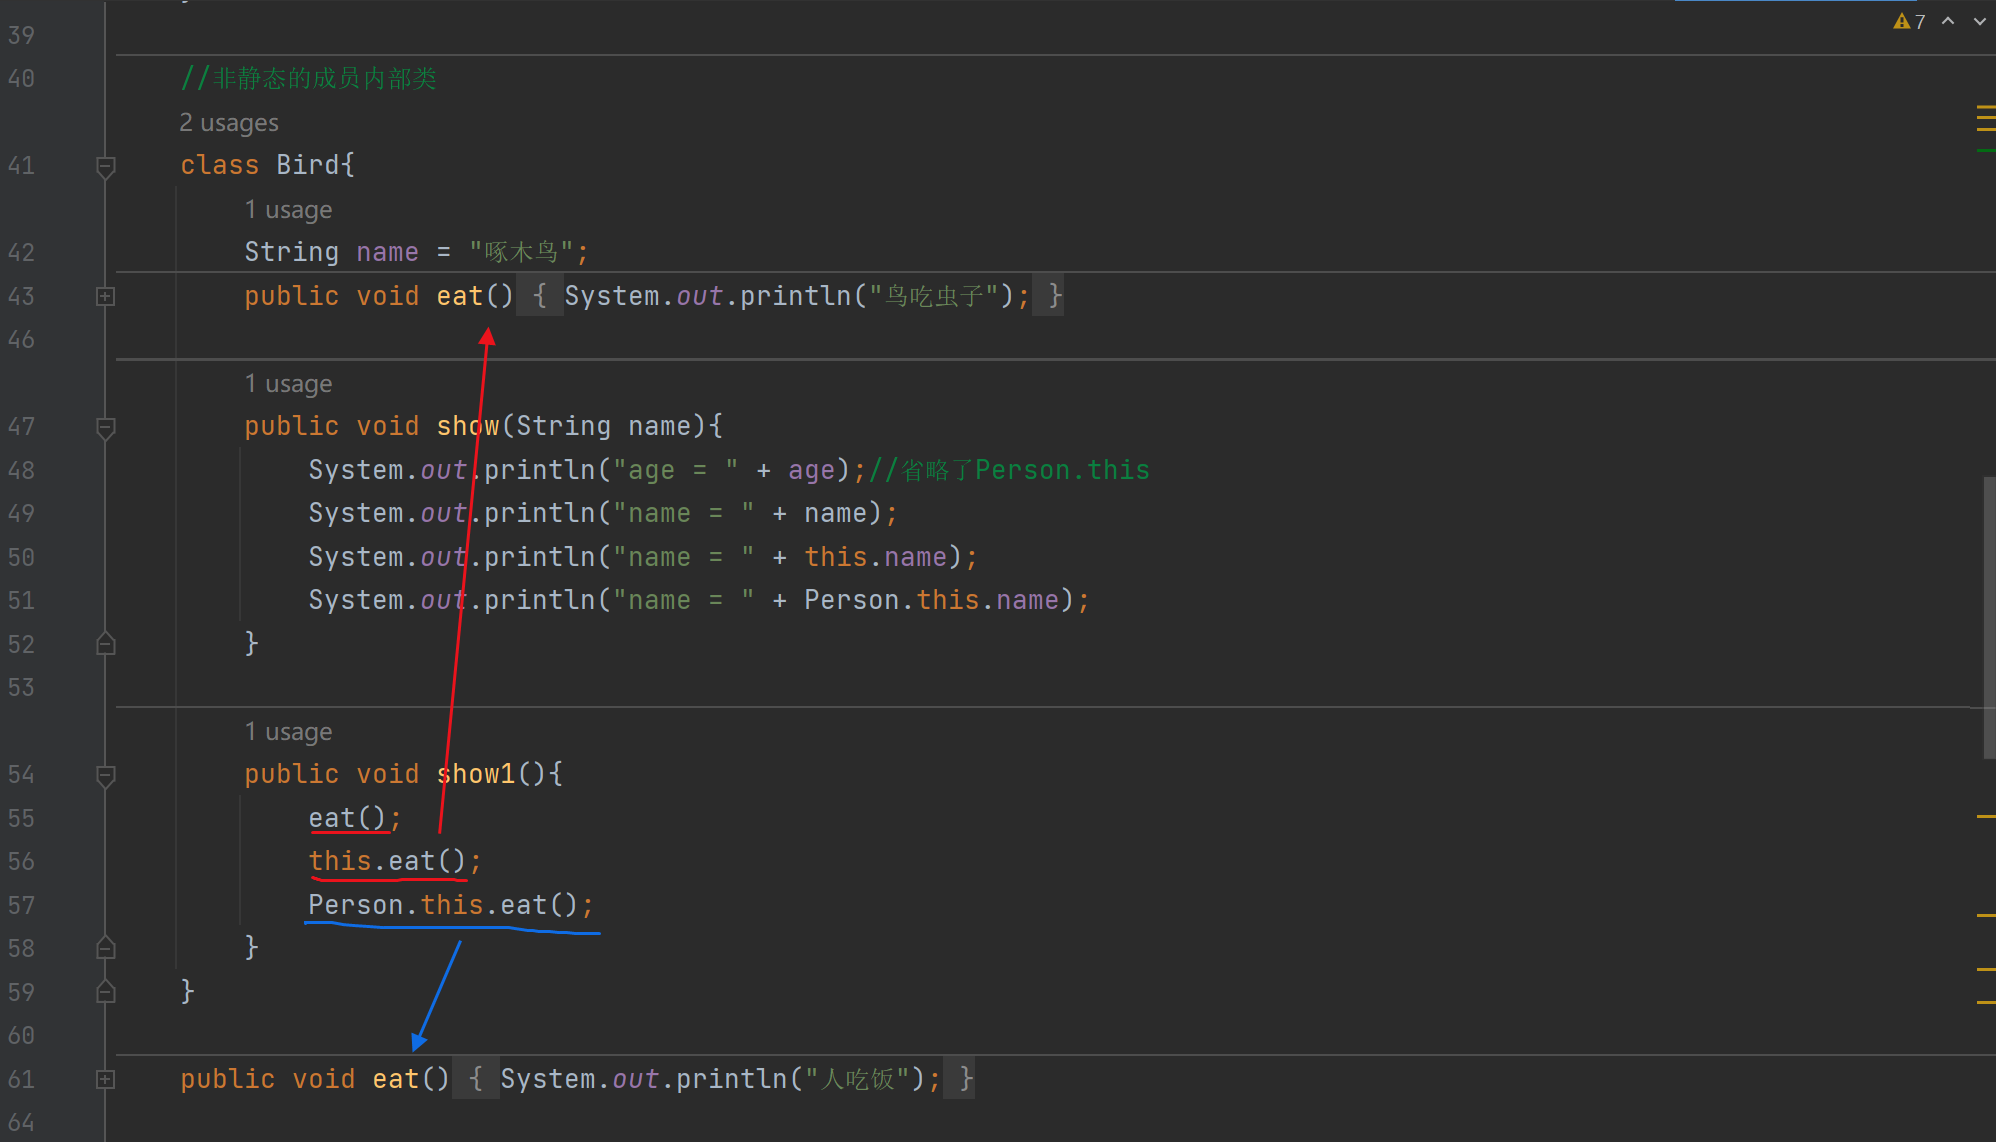 7
39
40 //非静态的成员内部类
2 usages
41 class Bird{
1 usage
42 String name = "啄木鸟";
43 public void eat() { System.out.println("鸟吃虫子"); }
46
1 usage
47 public void show(String name){
48 System.out.println("age = " + age);//省略了Person.this
49 System.out.println("name = " + name);
50 System.out.println("name = " + this.name);
51 System.out.println("name = " + Person.this.name);
52 }
53
1 usage
54 public void show1(){
55 eat();
56 this.eat();
57 Person.this.eat();
58 }
59 }
60
61 public void eat() { System.out.println("人吃饭"); }
64